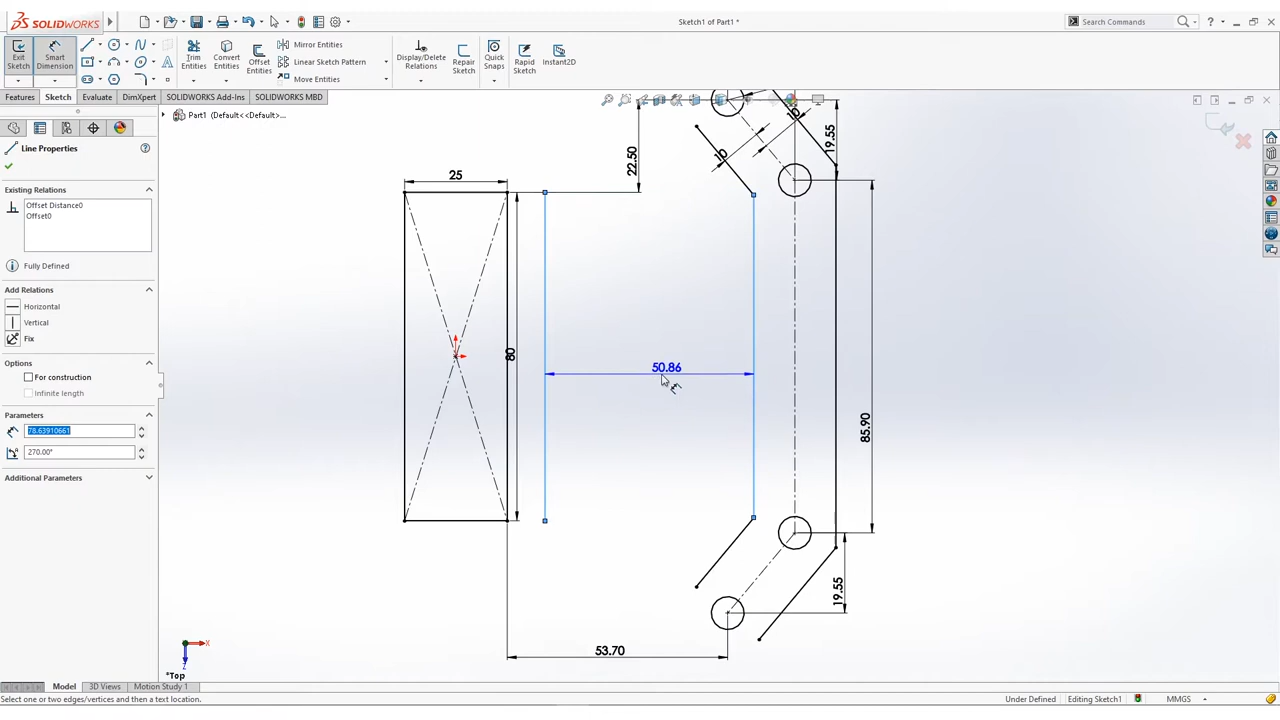 SOLIDWORKS
Sketch1 of Part1 *
Search Commands
Exit Sketch
Smart Dimension
Trim Entities
Convert Entities
Offset Entities
Mirror Entities
Linear Sketch Pattern
Move Entities
Display/Delete Relations
Repair Sketch
Quick Snaps
Rapid Sketch
Instant2D
Features
Sketch
Evaluate
DimXpert
SOLIDWORKS Add-Ins
SOLIDWORKS MBD
Part1 (Default<<Default>...
Line Properties
Existing Relations
Offset Distance0
Offset0
Fully Defined
Add Relations
Horizontal
Vertical
Fix
Options
For construction
Infinite length
Parameters
78.63910661
270.00°
Additional Parameters
25
22.50
10
10
19.55
80
50.86
85.90
19.55
53.70
X
Z
*Top
Model
3D Views
Motion Study 1
Select one or two edges/vertices and then a text location.
Under Defined
Editing Sketch1
MMGS